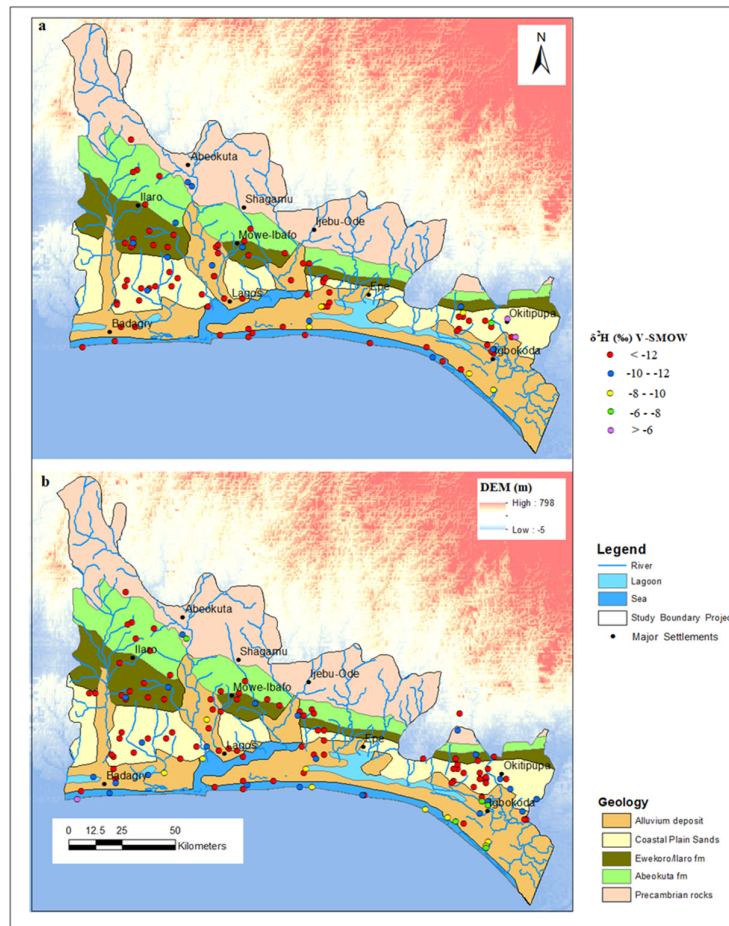 a
N
Abeokuta
Ilaro
Shagamu
Ijebu-Ode
Mowe-Ibafo
Epe
Lagos
Okitipupa
Badagry
Igbokoda
δ²H (‰) V-SMOW
< -12
-10 - -12
-8 - -10
-6 - -8
> -6
b
DEM (m)
High : 798
Low : -5
Abeokuta
Ilaro
Shagamu
Ijebu-Ode
Mowe-Ibafo
Epe
Lagos
Okitipupa
Badagry
Igbokoda
0 12.5 25 50
Kilometers
Legend
River
Lagoon
Sea
Study Boundary Proje
Major Settlements
Geology
Alluvium deposit
Coastal Plain Sands
Ewekoro/Ilaro fm
Abeokuta fm
Precambrian rocks